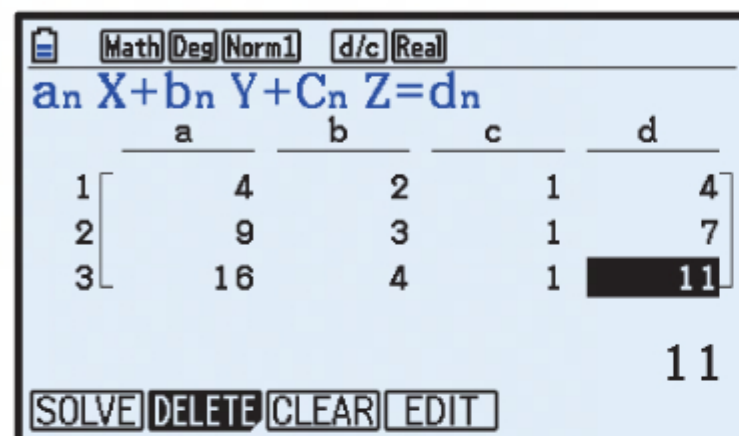 Math Deg Norm1 d/c Real
an X+bn Y+Cn Z=dn
a b c d
1 4 2 1 4
2 9 3 1 7
3 16 4 1 11
11
SOLVE DELETE CLEAR EDIT